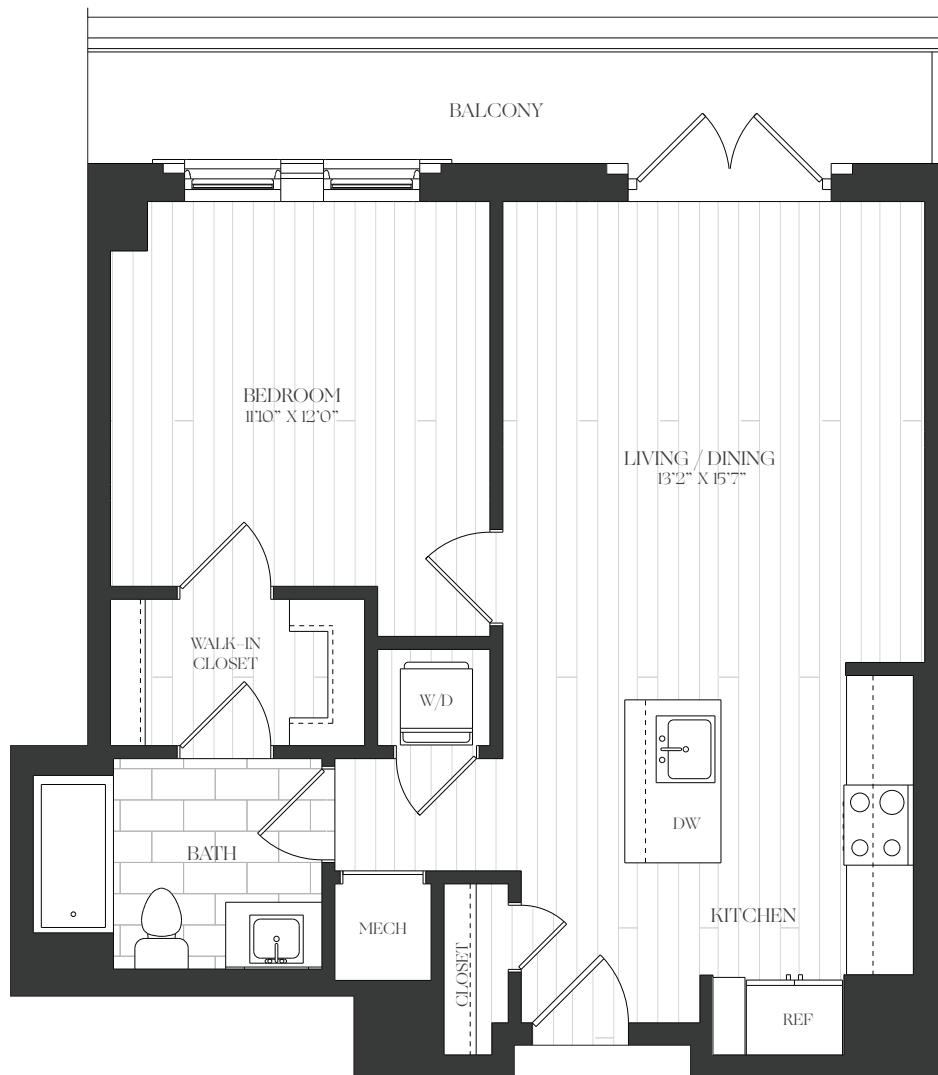 BALCONY
BEDROOM
11'10" X 12'0"
LIVING / DINING
13'2" X 15'7"
WALK-IN
CLOSET
W/D
DW
BATH
KITCHEN
MECH
CLOSET
REF